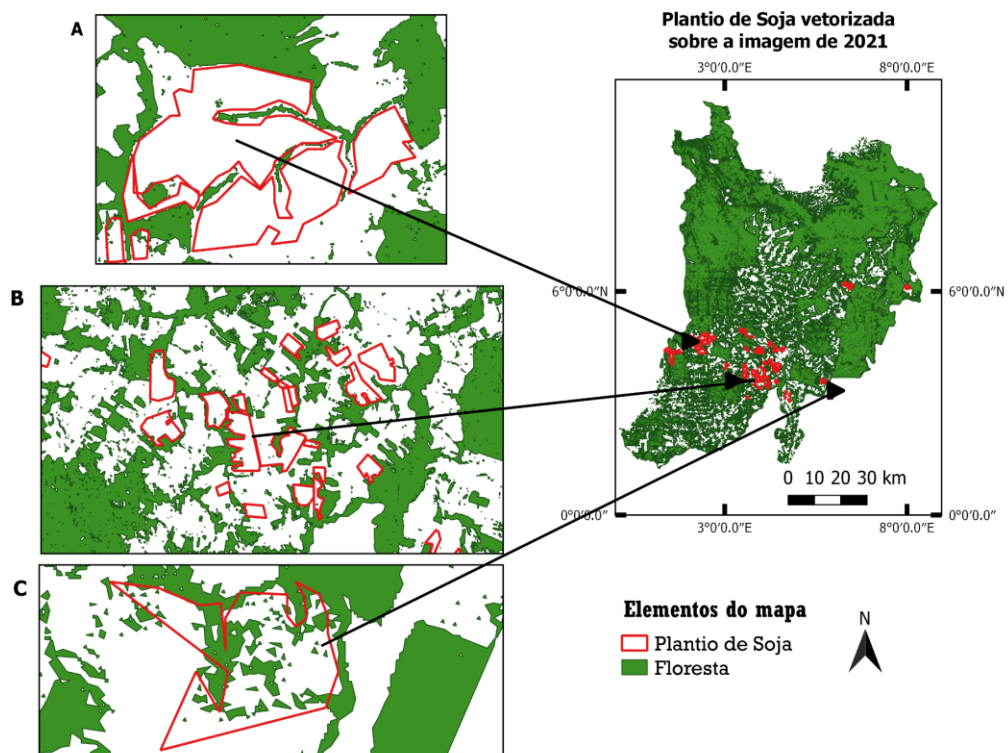 A
B
C
Plantio de Soja vetorizada
sobre a imagem de 2021
3°0'0.0"E 8°0'0.0"E
6°0'0.0"N 6°0'0.0"N
0 10 20 30 km
0°0'0.0" 0°0'0.0"
3°0'0.0"E 8°0'0.0"E
Elementos do mapa
Plantio de Soja
Floresta
N